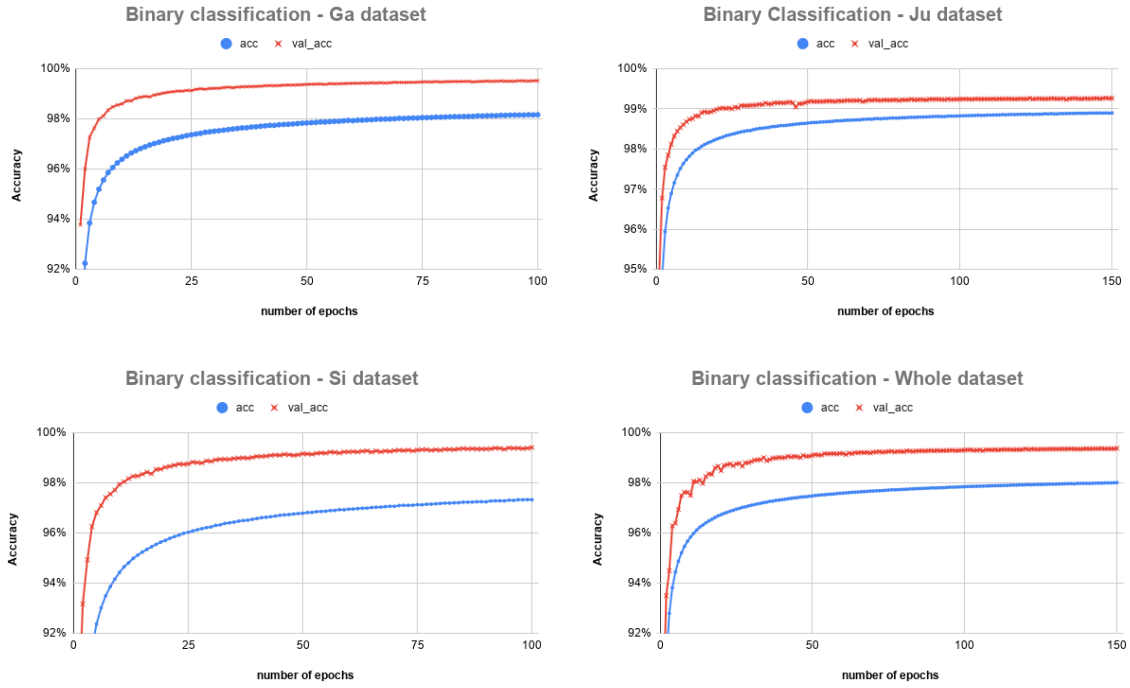 Binary classification - Ga dataset
acc val_acc
100%
98%
96%
94%
92%
Accuracy
0 25 50 75 100
number of epochs
Binary Classification - Ju dataset
acc val_acc
100%
99%
98%
97%
96%
95%
Accuracy
0 50 100 150
number of epochs
Binary classification - Si dataset
acc val_acc
100%
98%
96%
94%
92%
Accuracy
0 25 50 75 100
number of epochs
Binary classification - Whole dataset
acc val_acc
100%
98%
96%
94%
92%
Accuracy
0 50 100 150
number of epochs